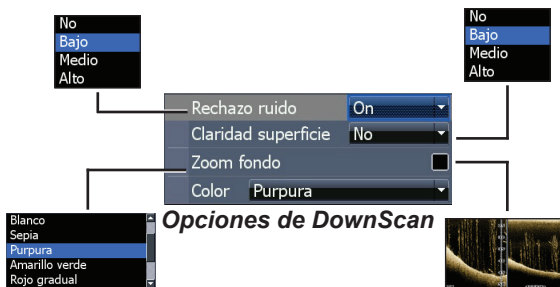 No
Bajo
Medio
Alto
No
Bajo
Medio
Alto
Rechazo ruido On
Claridad superficie No
Zoom fondo
Color Purpura
Opciones de DownScan
Blanco
Sepia
Purpura
Amarillo verde
Rojo gradual